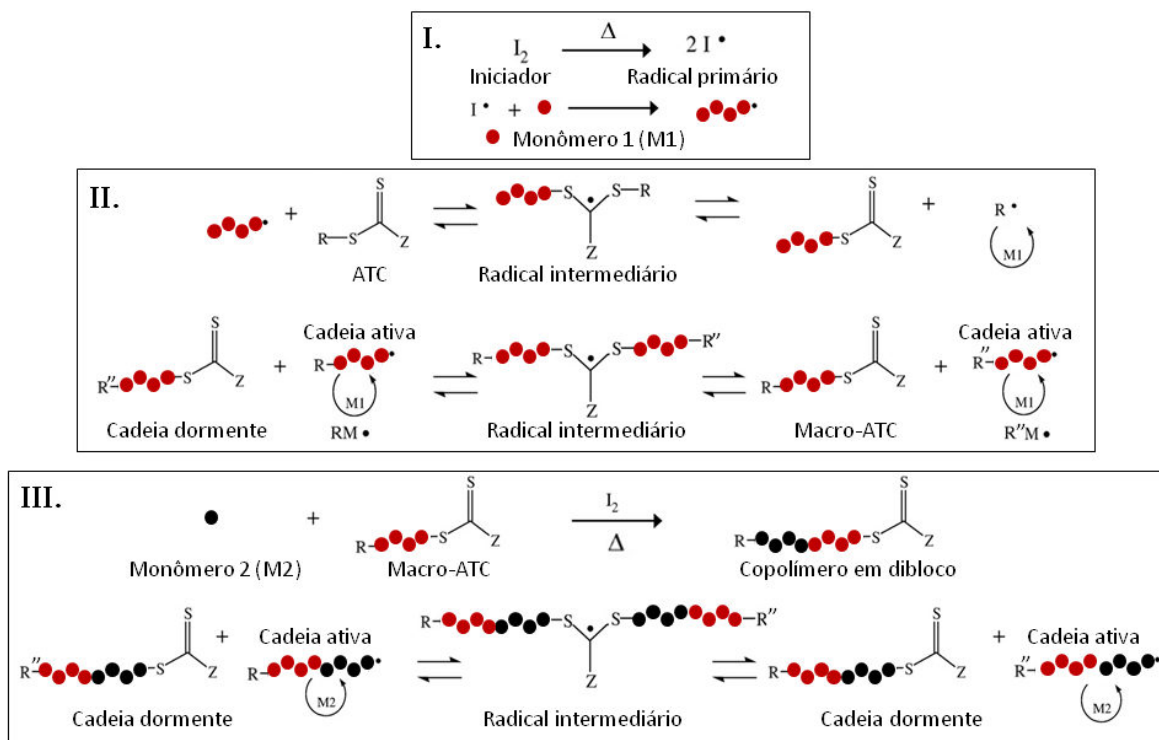 I.
I₂ Δ 2 I •
Iniciador Radical primário
I • +
Monômero 1 (M1)
II.
+ S R—S Z S S—R Z S S Z + R •
M1
ATC Radical intermediário
Cadeia ativa Cadeia ativa
R″ S S Z + R S S R″ Z R S S Z + R″
M1 M1
Cadeia dormente RM • Radical intermediário Macro-ATC R″M •
III.
+ R S S Z I₂ Δ R S S Z
Monômero 2 (M2) Macro-ATC Copolímero em dibloco
Cadeia ativa Cadeia ativa
R″ S S Z + R R S S R″ Z R S S Z + R″
M2 M2
Cadeia dormente Radical intermediário Cadeia dormente